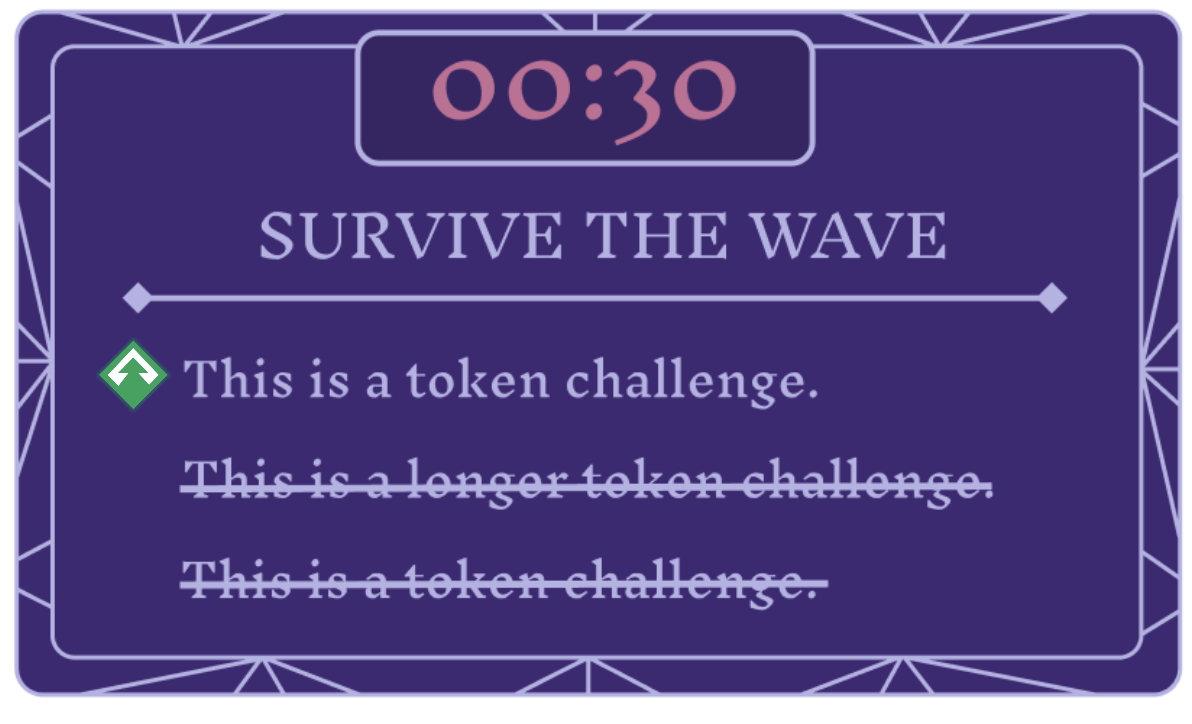 00:30
SURVIVE THE WAVE
This is a token challenge.
This is a longer token challenge.
This is a token challenge.